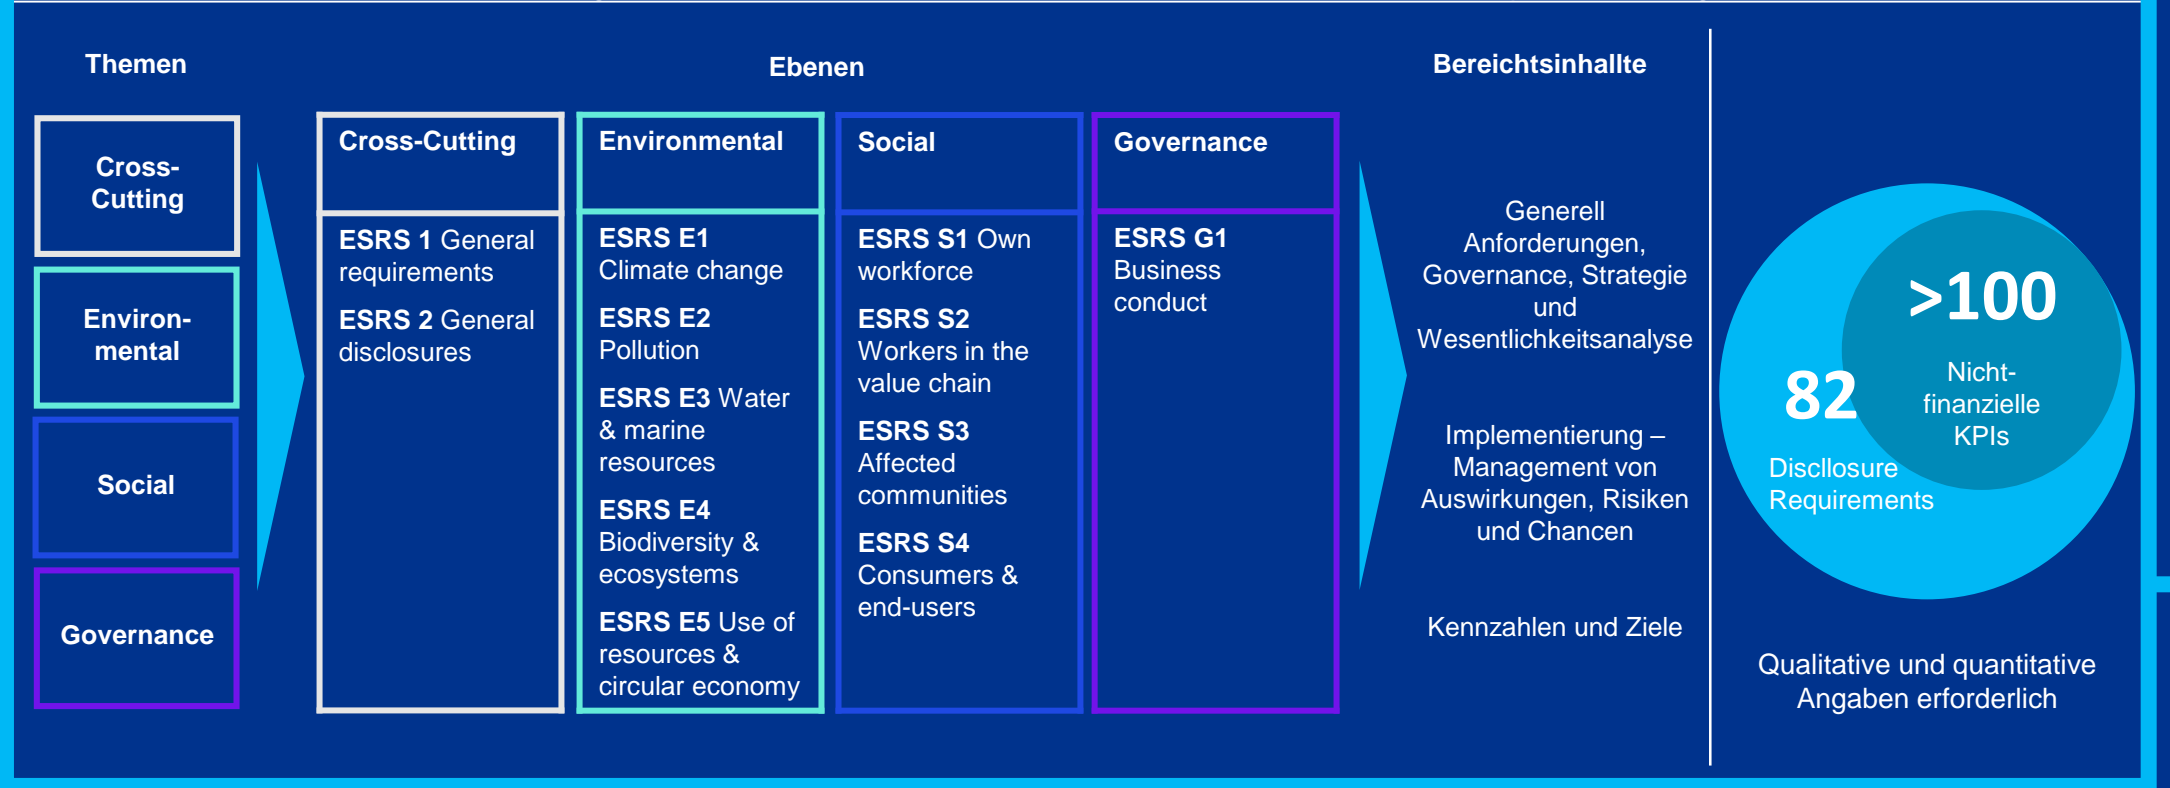 Themen
Cross-
Cutting
Environ-
mental
Social
Governance
Ebenen
Cross-Cutting
ESRS 1 General
requirements
ESRS 2 General
disclosures
Environmental
ESRS E1
Climate change
ESRS E2
Pollution
ESRS E3 Water
& marine
resources
ESRS E4
Biodiversity &
ecosystems
ESRS E5 Use of
resources &
circular economy
Social
ESRS S1 Own
workforce
ESRS S2
Workers in the
value chain
ESRS S3
Affected
communities
ESRS S4
Consumers &
end-users
Governance
ESRS G1
Business
conduct
Bereichtsinhallte
Generell
Anforderungen,
Governance, Strategie
und
Wesentlichkeitsanalyse
Implementierung –
Management von
Auswirkungen, Risiken
und Chancen
Kennzahlen und Ziele
>100
Nicht-
finanzielle
KPIs
82
Discllosure
Requirements
Qualitative und quantitative
Angaben erforderlich